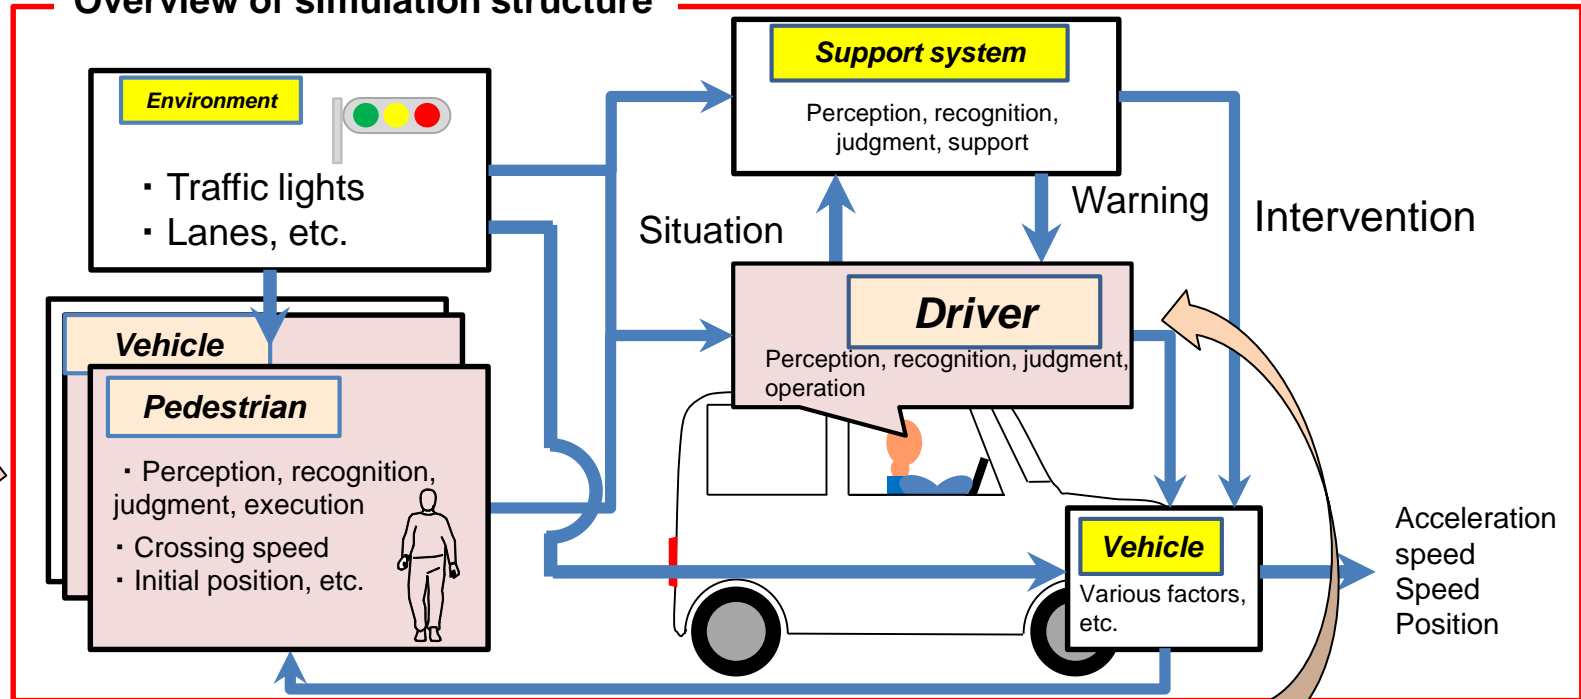 Overview of simulation structure
Environment
・Traffic lights
・Lanes, etc.
Support system
Perception, recognition,
judgment, support
Situation
Warning
Intervention
Driver
Perception, recognition, judgment,
operation
Vehicle
Pedestrian
・Perception, recognition,
judgment, execution
・Crossing speed
・Initial position, etc.
Vehicle
Various factors,
etc.
Acceleration
speed
Speed
Position